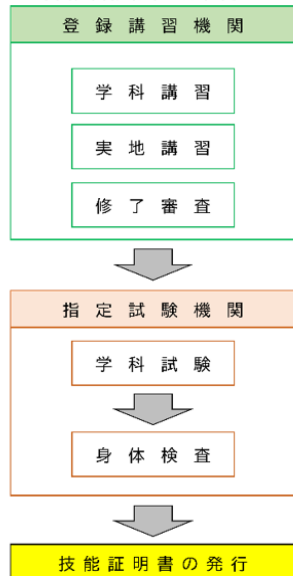 登録講習機関
学科講習
実地講習
修了審査
指定試験機関
学科試験
身体検査
技能証明書の発行